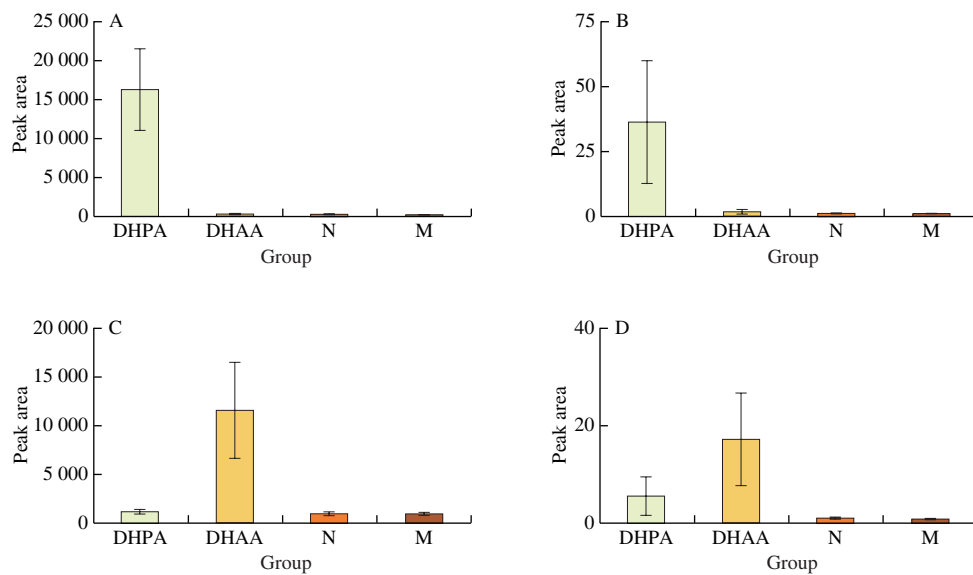 A
25 000
20 000
15 000
10 000
5 000
0
Peak area
DHPA DHAA N M
Group
B
75
50
25
0
Peak area
DHPA DHAA N M
Group
C
20 000
15 000
10 000
5 000
0
Peak area
DHPA DHAA N M
Group
D
40
20
0
Peak area
DHPA DHAA N M
Group